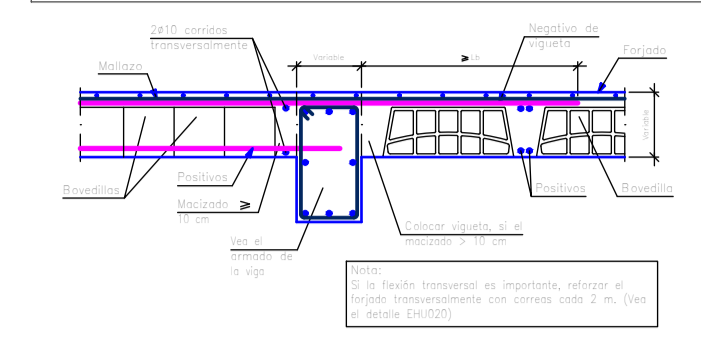 2ø10 corridos
transversalmente
Variable
≥ Lb
Negativo de
vigueta
Forjado
Mallazo
Variable
Bovedillas
Positivos
Macizado ≥
10 cm
Vea el
armado de
la viga
Colocar vigueta, si el
macizado > 10 cm
Positivos
Bovedilla
Nota:
Si la flexión transversal es importante, reforzar el
forjado transversalmente con correas cada 2 m. (Vea
el detalle EHU020)